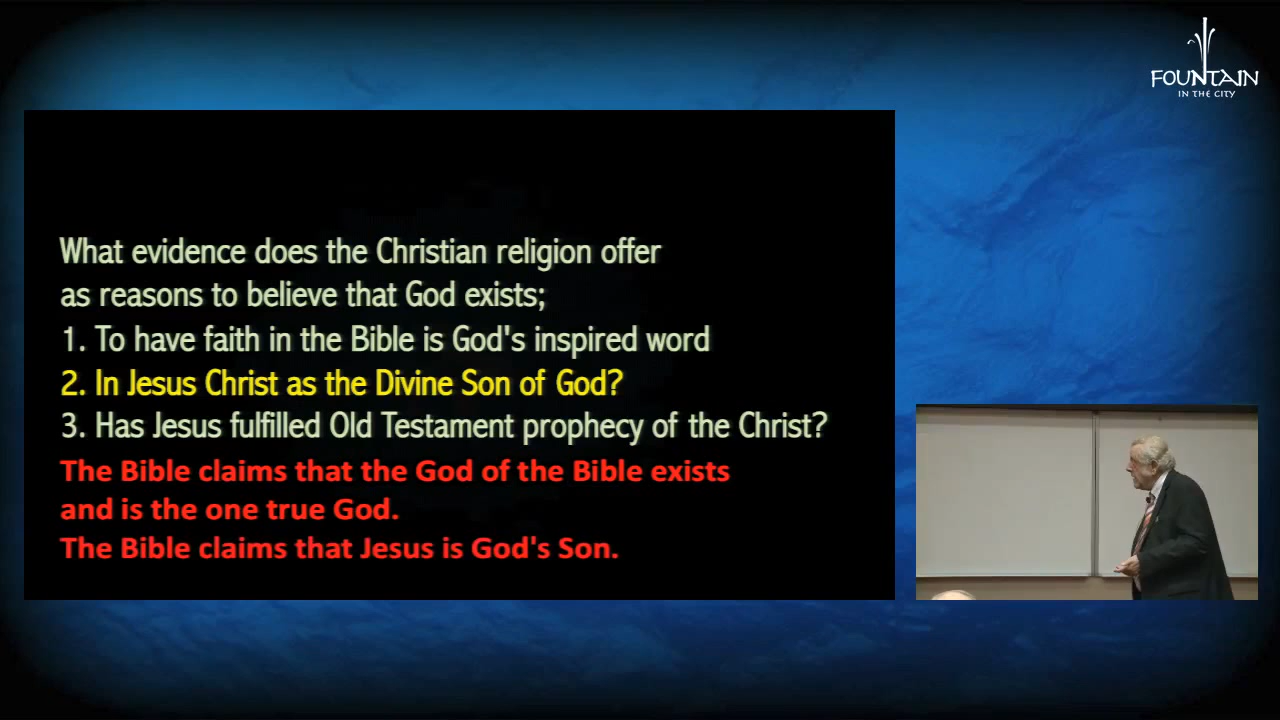 FOUNTAIN
IN THE CITY
What evidence does the Christian religion offer
as reasons to believe that God exists;
1. To have faith in the Bible is God's inspired word
2. In Jesus Christ as the Divine Son of God?
3. Has Jesus fulfilled Old Testament prophecy of the Christ?
The Bible claims that the God of the Bible exists
and is the one true God.
The Bible claims that Jesus is God's Son.